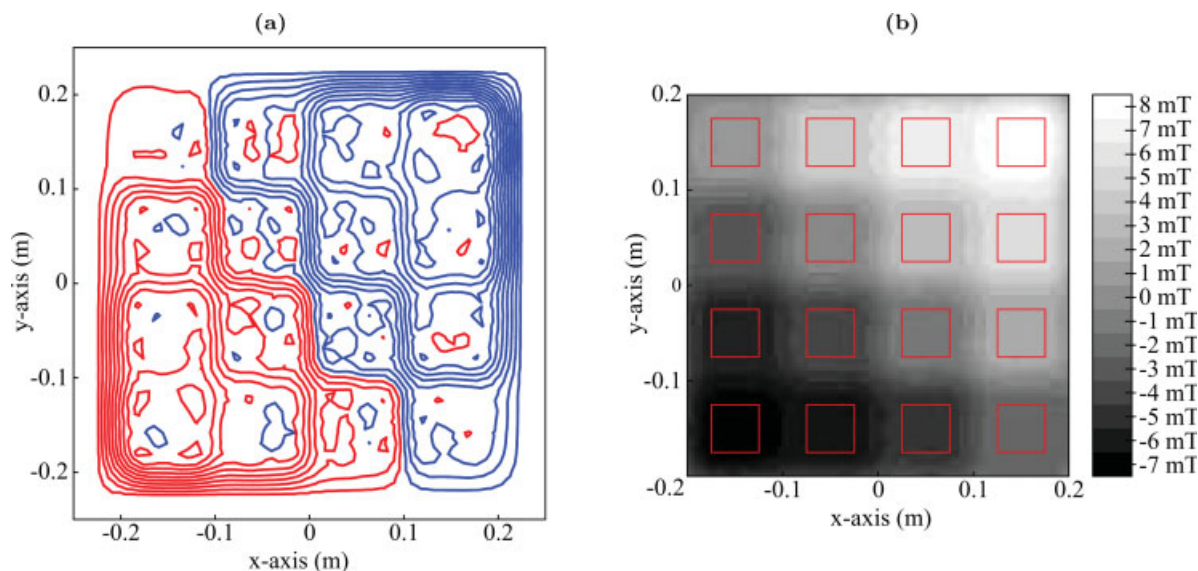 (a)
0.2
0.1
0
-0.1
-0.2
-0.2
-0.1
0
0.1
0.2
y-axis (m)
x-axis (m)
(b)
0.2
0.1
0
-0.1
-0.2
-0.1
0
0.1
0.2
y-axis (m)
x-axis (m)
8 mT
7 mT
6 mT
5 mT
4 mT
3 mT
2 mT
1 mT
0 mT
-1 mT
-2 mT
-3 mT
-4 mT
-5 mT
-6 mT
-7 mT